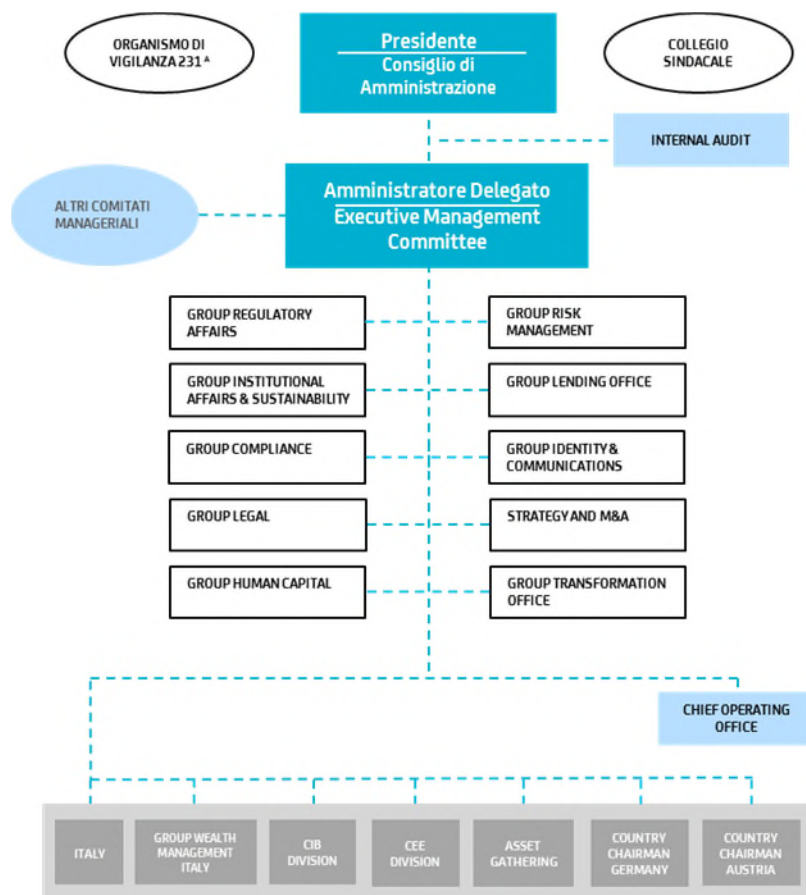 ORGANISMO DI
VIGILANZA 231 A
Presidente
Consiglio di
Amministrazione
COLLEGIO
SINDACALE
INTERNAL AUDIT
ALTRI COMITATI
MANAGERIALI
Amministratore Delegato
Executive Management
Committee
GROUP REGULATORY
AFFAIRS
GROUP RISK
MANAGEMENT
GROUP INSTITUTIONAL
AFFAIRS & SUSTAINABILITY
GROUP LENDING OFFICE
GROUP COMPLIANCE
GROUP IDENTITY &
COMMUNICATIONS
GROUP LEGAL
STRATEGY AND M&A
GROUP HUMAN CAPITAL
GROUP TRANSFORMATION
OFFICE
CHIEF OPERATING
OFFICE
ITALY
GROUP WEALTH
MANAGEMENT
ITALY
CIB
DIVISION
CEE
DIVISION
ASSET
GATHERING
COUNTRY
CHAIRMAN
GERMANY
COUNTRY
CHAIRMAN
AUSTRIA